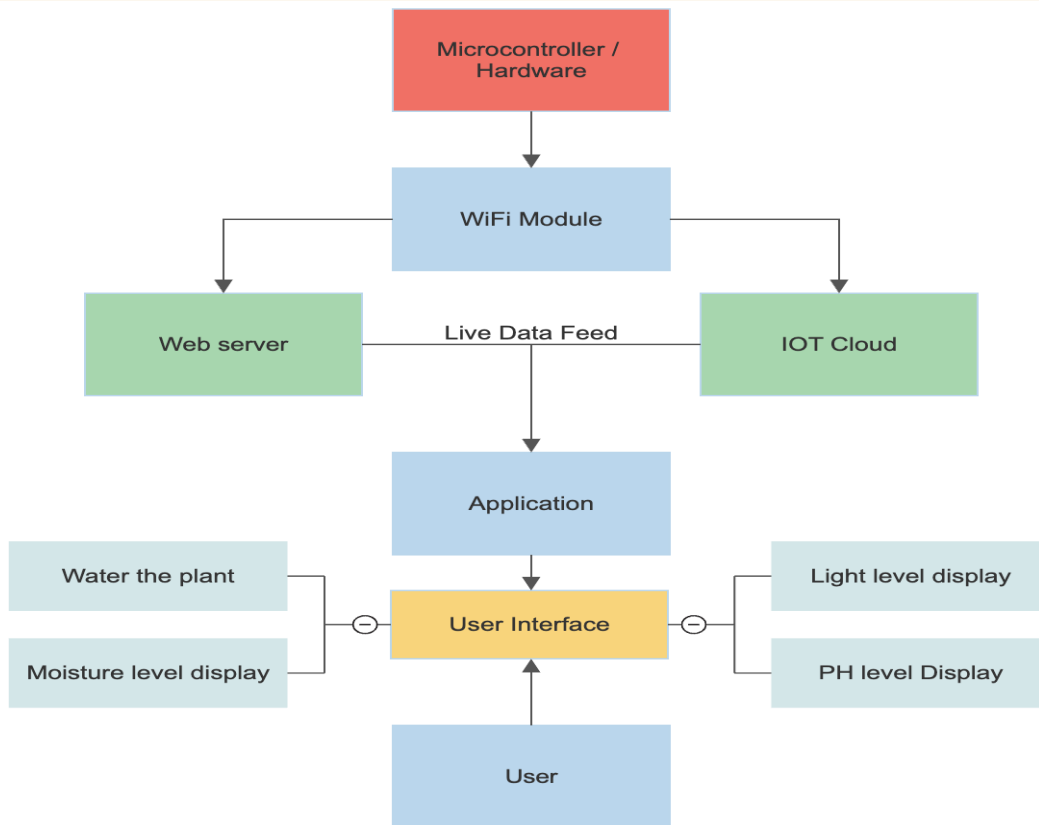 Microcontroller /
Hardware
WiFi Module
Web server
Live Data Feed
IOT Cloud
Application
Water the plant
Light level display
User Interface
Moisture level display
PH level Display
User